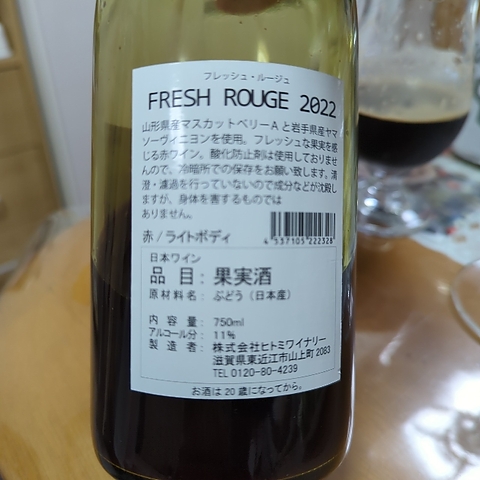 フレッシュ・ルージュ
FRESH ROUGE 2022
山形県産マスカットベリーAと岩手県産ヤマ
ソーヴィニヨンを使用。フレッシュな果実を感
じる赤ワイン。酸化防止剤は使用しておりませ
んので、冷暗所での保存をお願い致します。清
澄・濾過を行っていないので成分などが沈殿し
ますが、身体を害するものでは
ありません。
赤/ライトボディ
4 537105 222328
日本ワイン
品 目: 果実酒
原材料名: ぶどう (日本産)
内 容 量: 750ml
アルコール分: 11%
製 造 者: 株式会社ヒトミワイナリー
滋賀県東近江市山上町 2083
TEL 0120-80-4239
お酒は20歳になってから。